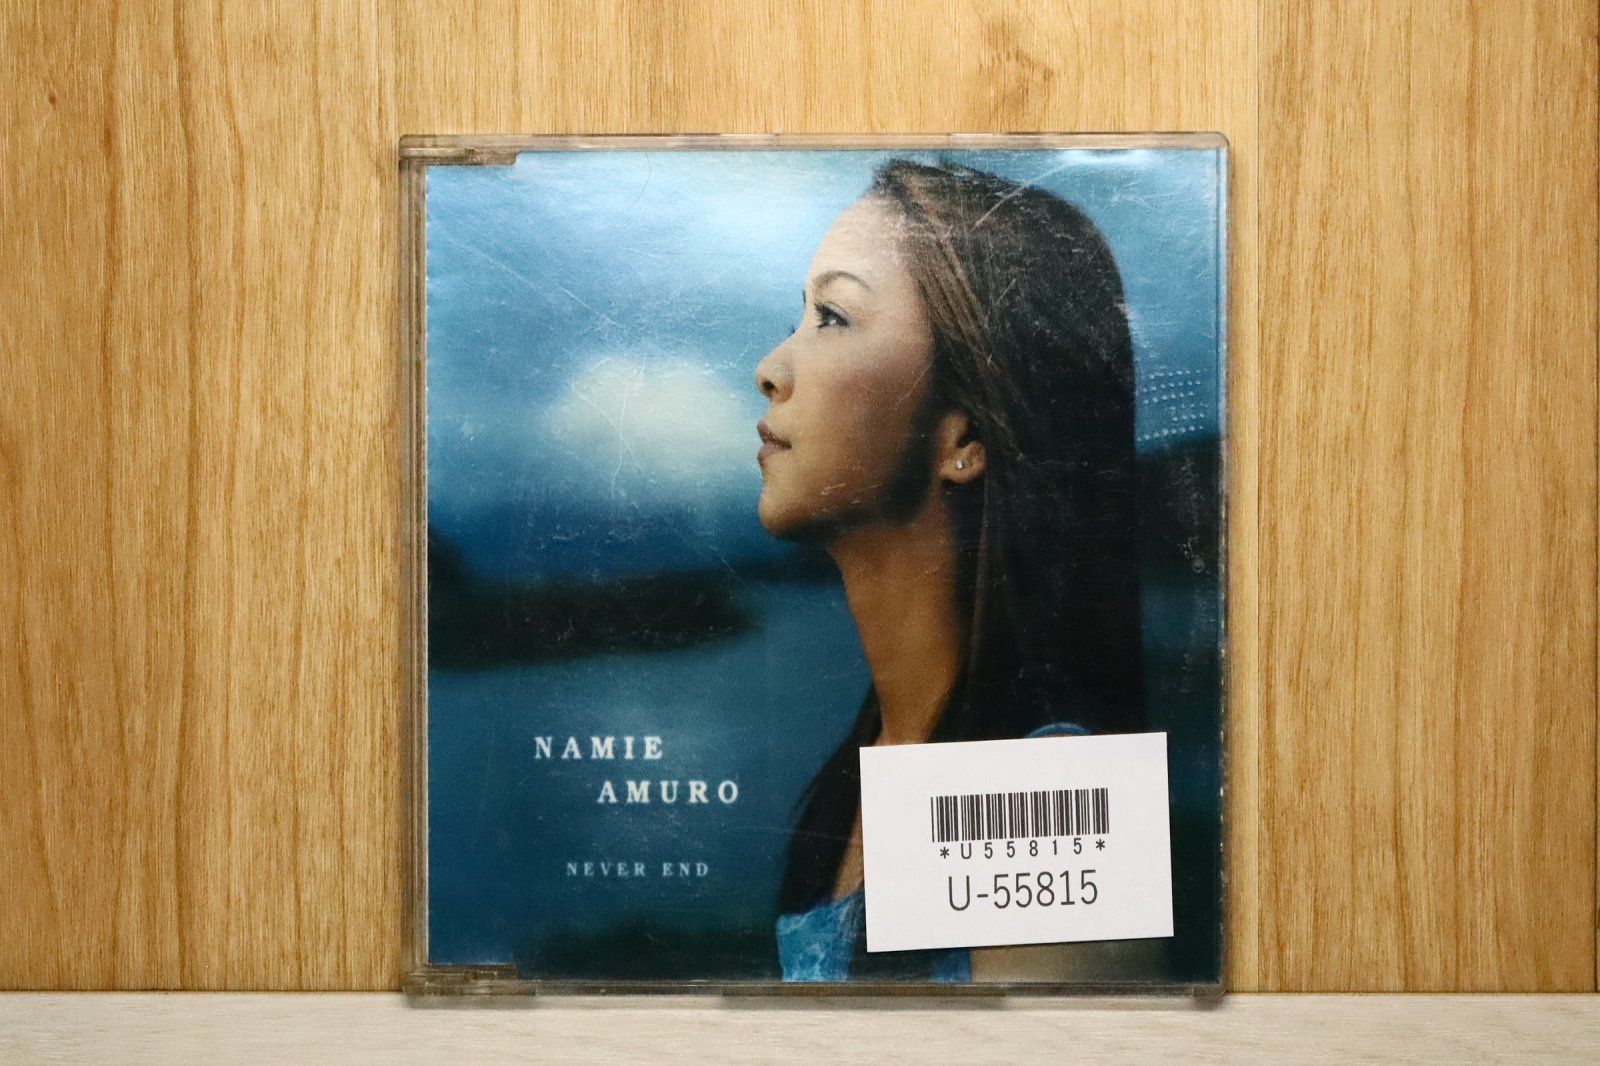 NAMIE
AMURO
NEVER END
*U55815*
U-55815